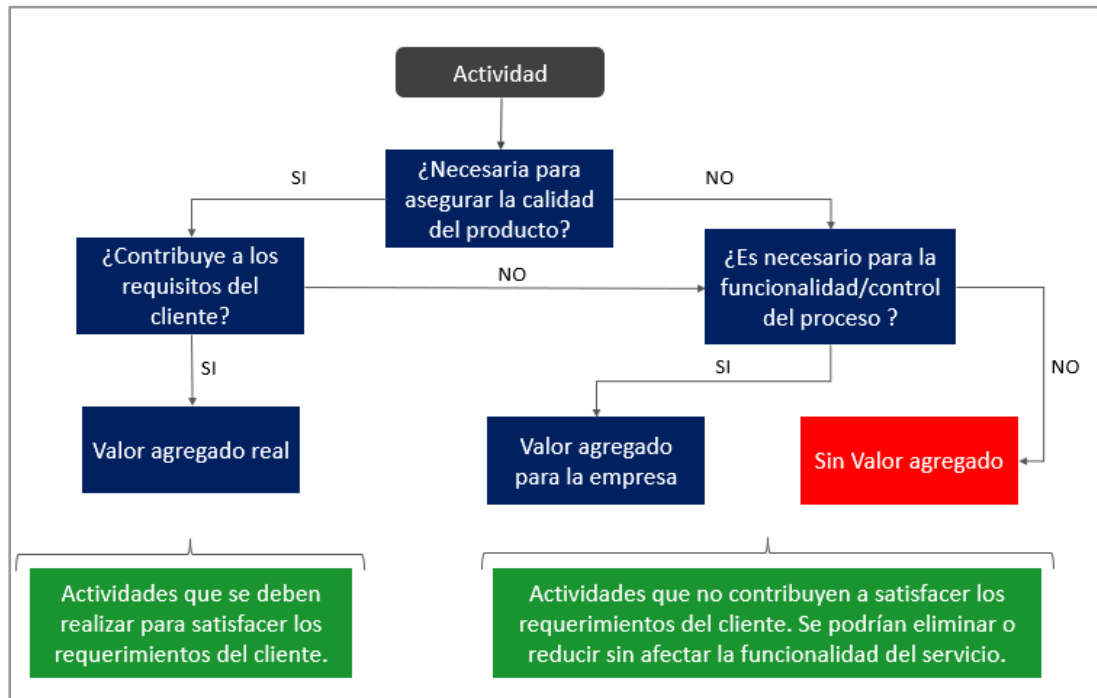 Actividad
¿Necesaria para
asegurar la calidad
del producto?
SI
NO
¿Contribuye a los
requisitos del
cliente?
NO
¿Es necesario para la
funcionalidad/control
del proceso ?
SI
SI
NO
Valor agregado real
Valor agregado
para la empresa
Sin Valor agregado
Actividades que se deben
realizar para satisfacer los
requerimientos del cliente.
Actividades que no contribuyen a satisfacer los
requerimientos del cliente. Se podrían eliminar o
reducir sin afectar la funcionalidad del servicio.